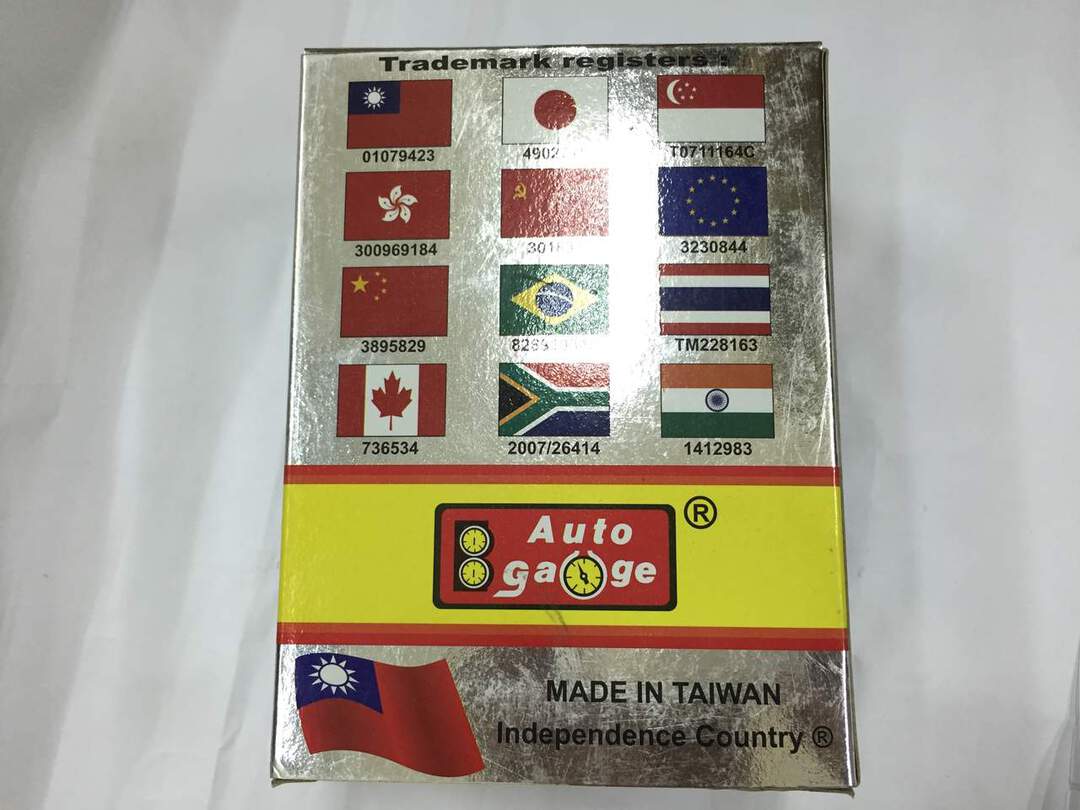 Trademark registers :
01079423
T0711164C
300969184
3230844
3895829
TM228163
736534 2007/26414 1412983
Auto ®
gauge
MADE IN TAIWAN
Independence Country ®